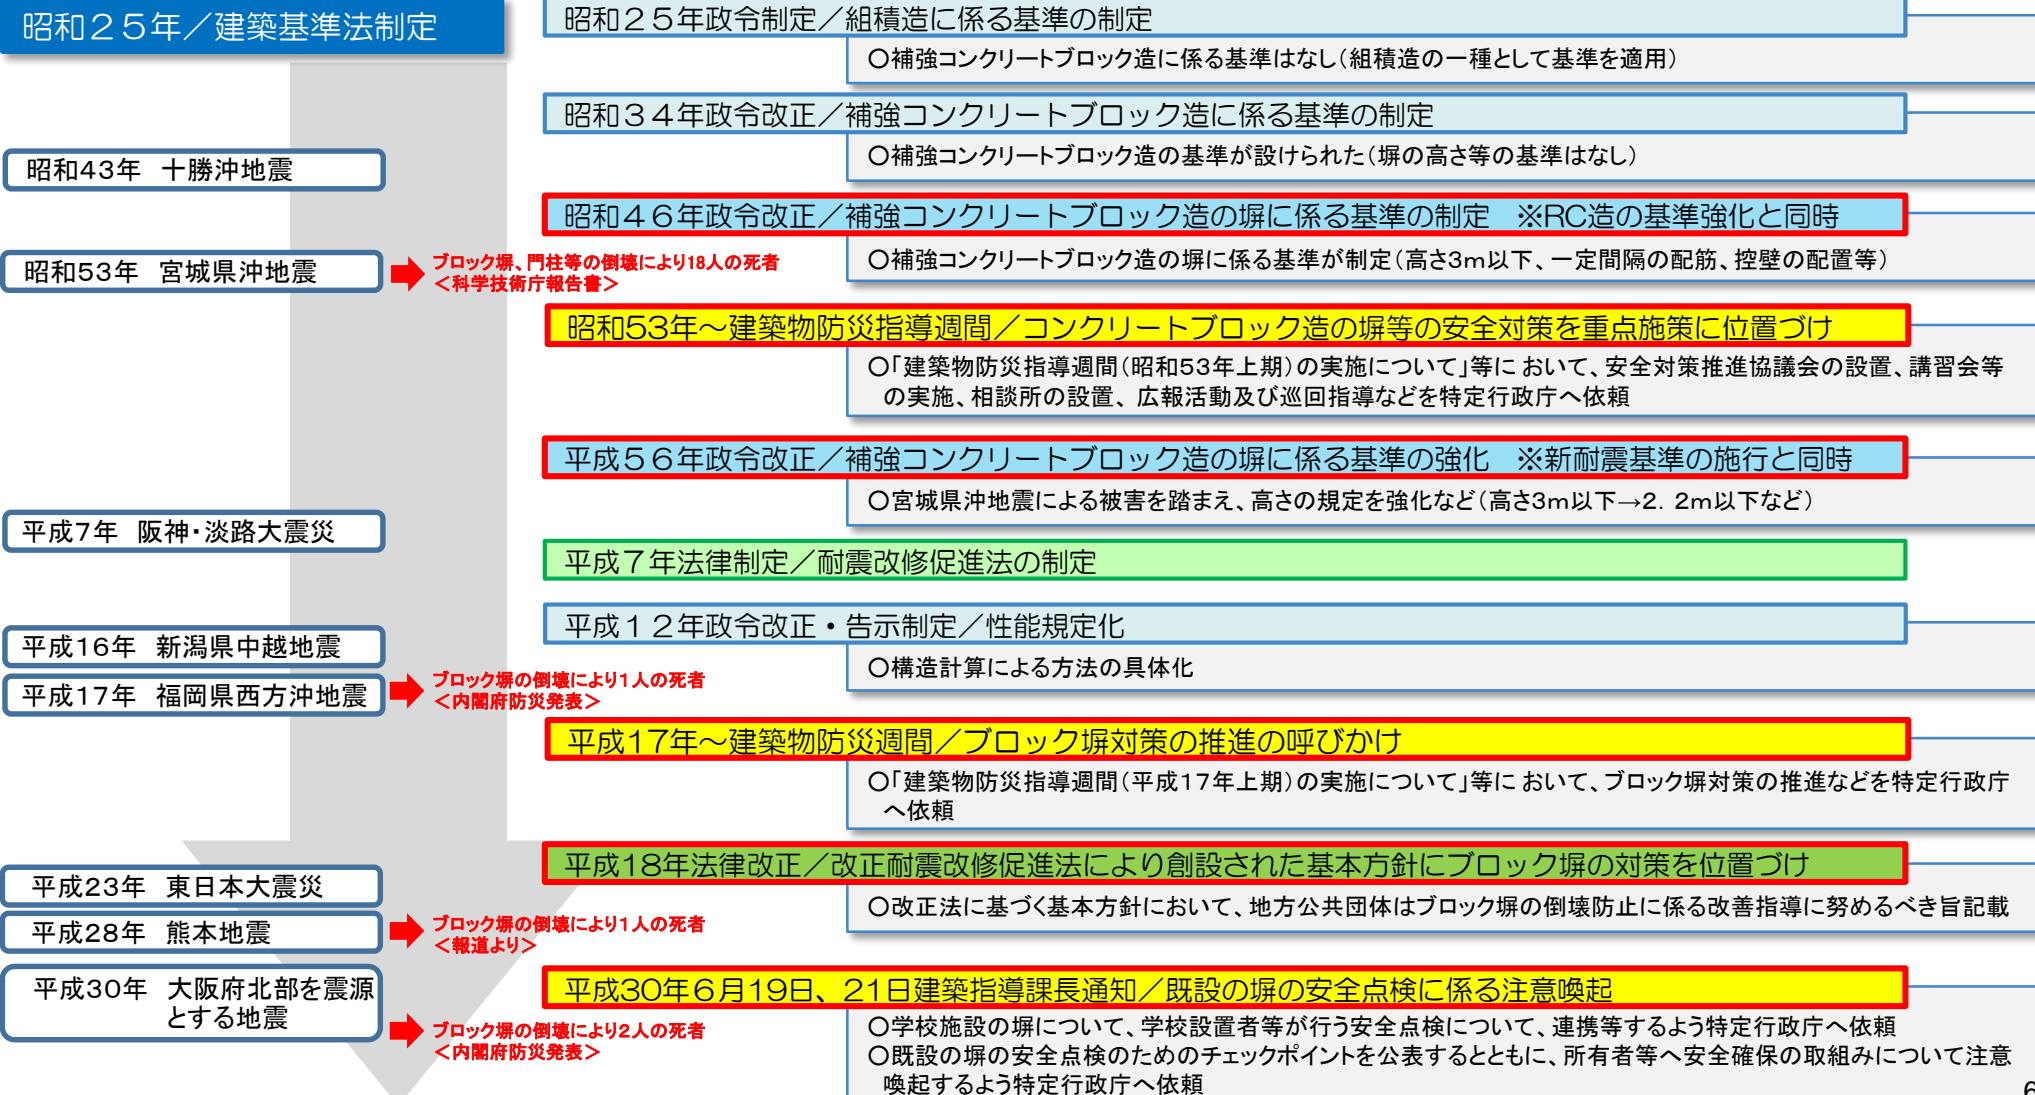 昭和２５年／建築基準法制定
昭和43年　十勝沖地震
昭和53年　宮城県沖地震
ブロック塀、門柱等の倒壊により18人の死者
＜科学技術庁報告書＞
平成7年　阪神・淡路大震災
平成16年　新潟県中越地震
平成17年　福岡県西方沖地震
ブロック塀の倒壊により1人の死者
＜内閣府防災発表＞
平成23年　東日本大震災
平成28年　熊本地震
ブロック塀の倒壊により1人の死者
＜報道より＞
平成30年　大阪府北部を震源
とする地震
ブロック塀の倒壊により2人の死者
＜内閣府防災発表＞
昭和２５年政令制定／組積造に係る基準の制定
○補強コンクリートブロック造に係る基準はなし（組積造の一種として基準を適用）
昭和３４年政令改正／補強コンクリートブロック造に係る基準の制定
○補強コンクリートブロック造の基準が設けられた（塀の高さ等の基準はなし）
昭和４６年政令改正／補強コンクリートブロック造の塀に係る基準の制定　※RC造の基準強化と同時
○補強コンクリートブロック造の塀に係る基準が制定（高さ3ｍ以下、一定間隔の配筋、控壁の配置等）
昭和53年～建築物防災指導週間／コンクリートブロック造の塀等の安全対策を重点施策に位置づけ
○「建築物防災指導週間（昭和53年上期）の実施について」等において、安全対策推進協議会の設置、講習会等
の実施、相談所の設置、広報活動及び巡回指導などを特定行政庁へ依頼
平成５６年政令改正／補強コンクリートブロック造の塀に係る基準の強化　※新耐震基準の施行と同時
○宮城県沖地震による被害を踏まえ、高さの規定を強化など（高さ3ｍ以下→2．2ｍ以下など）
平成７年法律制定／耐震改修促進法の制定
平成１２年政令改正・告示制定／性能規定化
○構造計算による方法の具体化
平成17年～建築物防災週間／ブロック塀対策の推進の呼びかけ
○「建築物防災指導週間（平成17年上期）の実施について」等において、ブロック塀対策の推進などを特定行政庁
へ依頼
平成18年法律改正／改正耐震改修促進法により創設された基本方針にブロック塀の対策を位置づけ
○改正法に基づく基本方針において、地方公共団体はブロック塀の倒壊防止に係る改善指導に努めるべき旨記載
平成30年６月19日、21日建築指導課長通知／既設の塀の安全点検に係る注意喚起
○学校施設の塀について、学校設置者等が行う安全点検について、連携等するよう特定行政庁へ依頼
○既設の塀の安全点検のためのチェックポイントを公表するとともに、所有者等へ安全確保の取組みについて注意
喚起するよう特定行政庁へ依頼
6